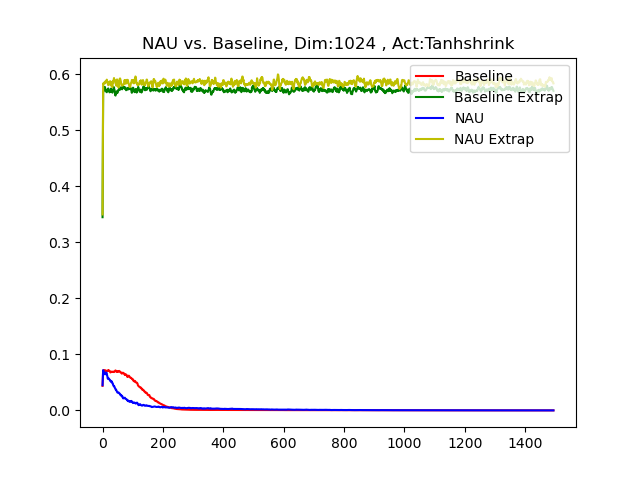 NAU vs. Baseline, Dim:1024 , Act:Tanhshrink
0.6
0.5
0.4
0.3
0.2
0.1
0.0
Baseline
Baseline Extrap
NAU
NAU Extrap
0 200 400 600 800 1000 1200 1400